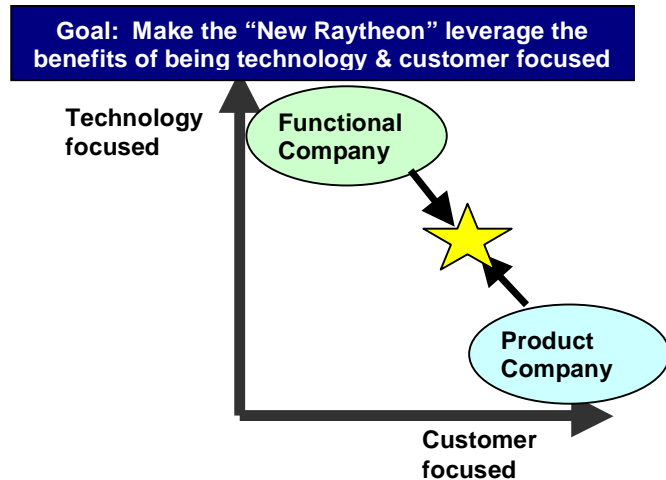 Goal:  Make the “New Raytheon” leverage the
benefits of being technology & customer focused
Technology
focused
Functional
Company
Product
Company
Customer
focused